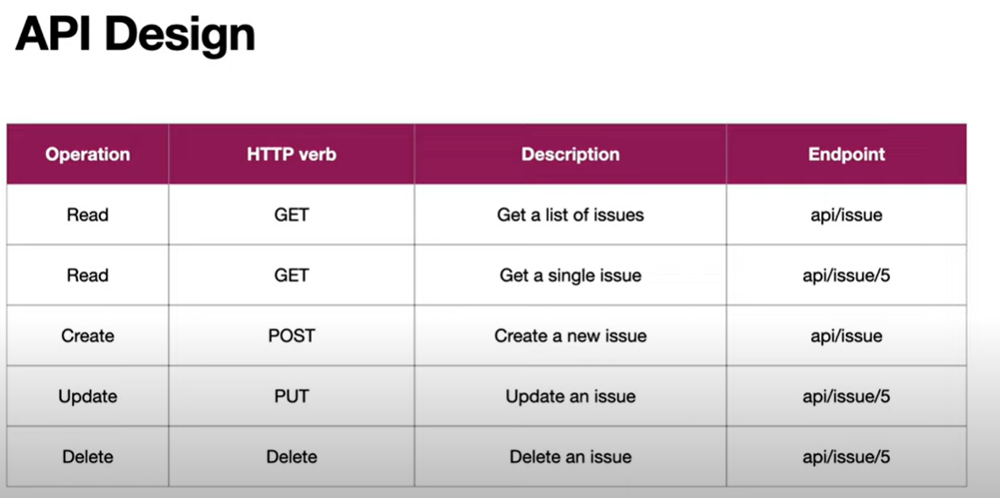 API Design
Operation HTTP verb Description Endpoint
Read GET Get a list of issues api/issue
Read GET Get a single issue api/issue/5
Create POST Create a new issue api/issue
Update PUT Update an issue api/issue/5
Delete Delete Delete an issue api/issue/5